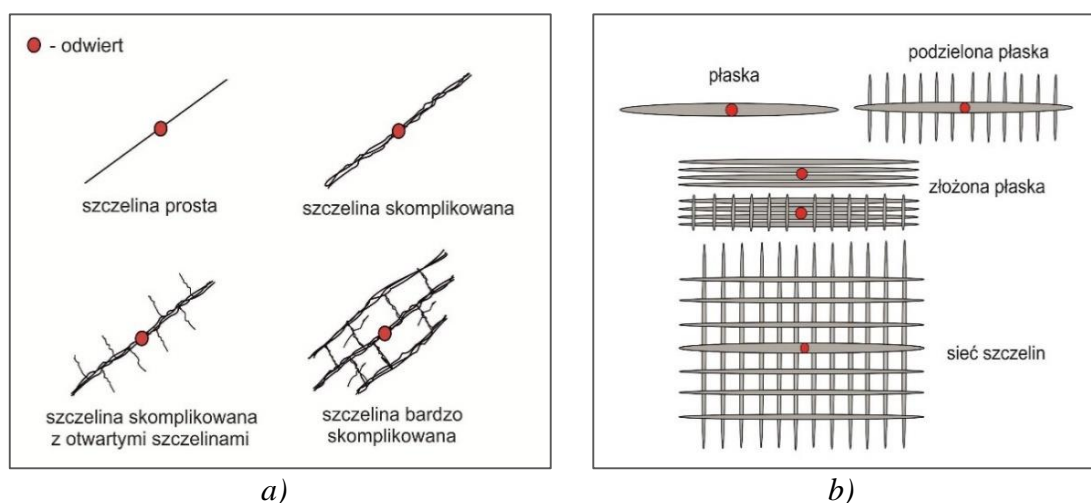 - odwiert
szczelina prosta
szczelina skomplikowana
szczelina skomplikowana
z otwartymi szczelinami
szczelina bardzo
skomplikowana
a)
płaska
podzielona płaska
złożona płaska
sieć szczelin
b)